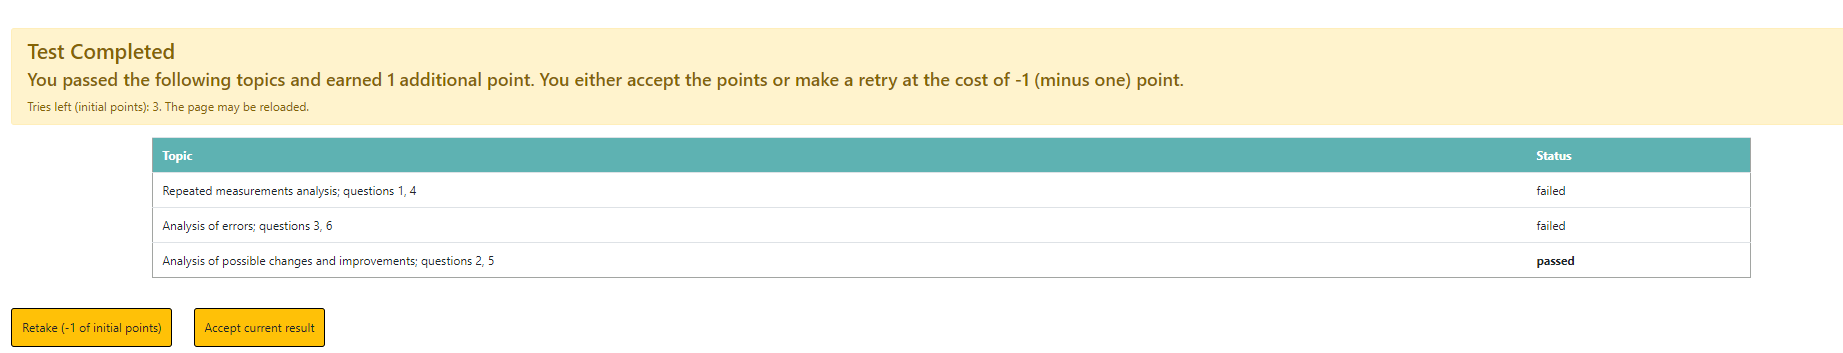 Test Completed
You passed the following topics and earned 1 additional point. You either accept the points or make a retry at the cost of -1 (minus one) point.
Tries left (initial points): 3. The page may be reloaded.
Topic Status
Repeated measurements analysis; questions 1, 4 failed
Analysis of errors; questions 3, 6 failed
Analysis of possible changes and improvements; questions 2, 5 passed
Retake (-1 of initial points) Accept current result